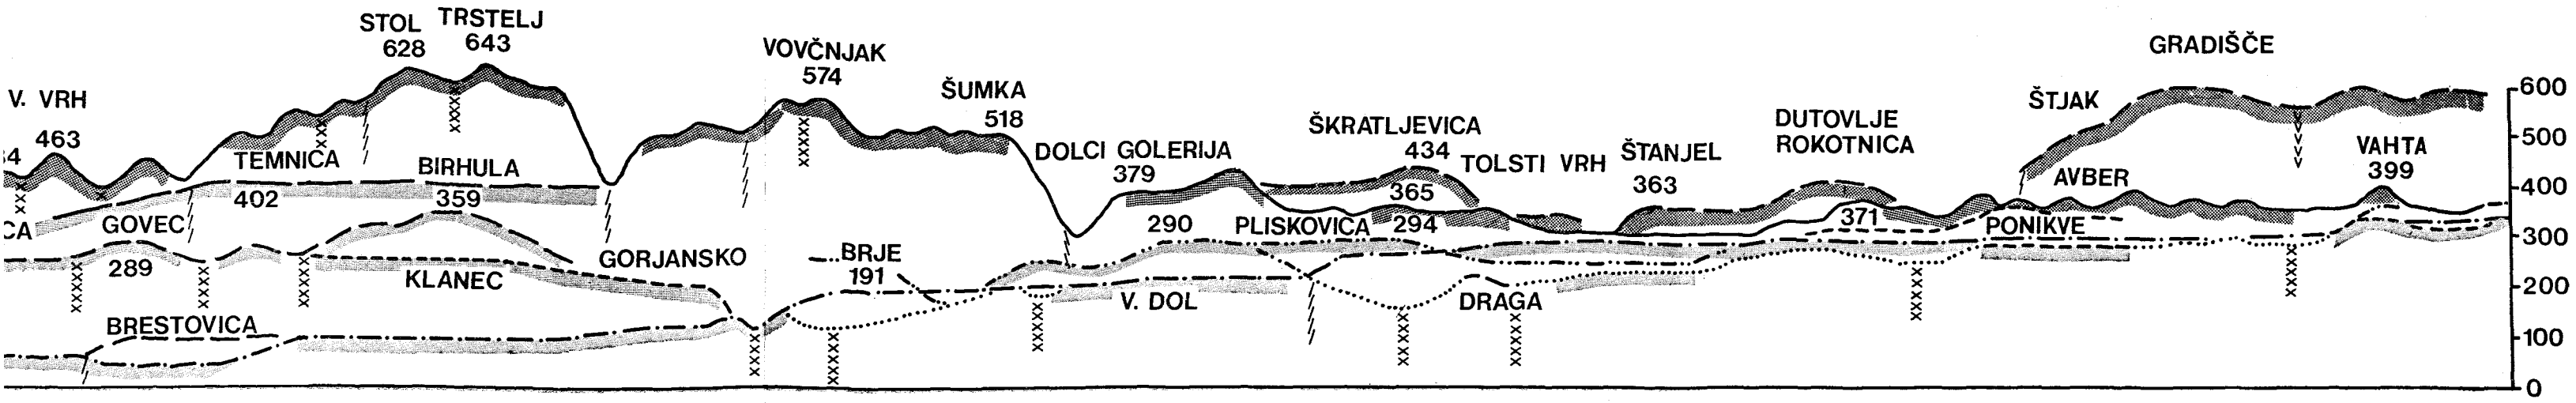 V. VRH
463
34
STOL
628
TRSTELJ
643
TEMNICA
402
BIRHULA
359
GOVEC
289
CA
KLANEC
BRESTOVICA
GORJANSKO
VOVČNJAK
574
BRJE
191
ŠUMKA
518
DOLCI GOLERIJA
379
290
PLISKOVICA
V. DOL
ŠKRATLJEVICA
434
365
294
TOLSTI VRH
DRAGA
ŠTANJEL
363
DUTOVLJE
ROKOTNICA
371
GRADIŠČE
ŠTJAK
AVBER
PONIKVE
VAHTA
399
600
500
400
300
200
100
0